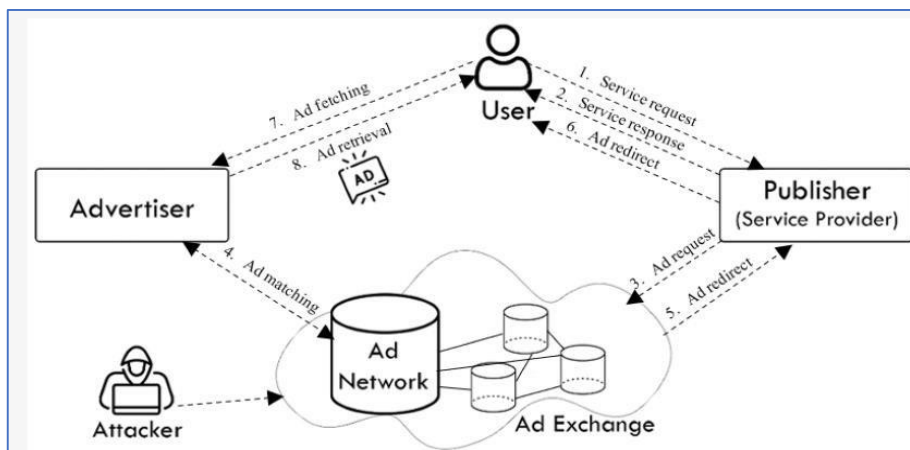 1. Service request
2. Service response
6. Ad redirect
User
7. Ad fetching
8. Ad retrieval
AD
Advertiser
Publisher
(Service Provider)
4. Ad matching
3. Ad request
5. Ad redirect
Ad
Network
Ad Exchange
Attacker